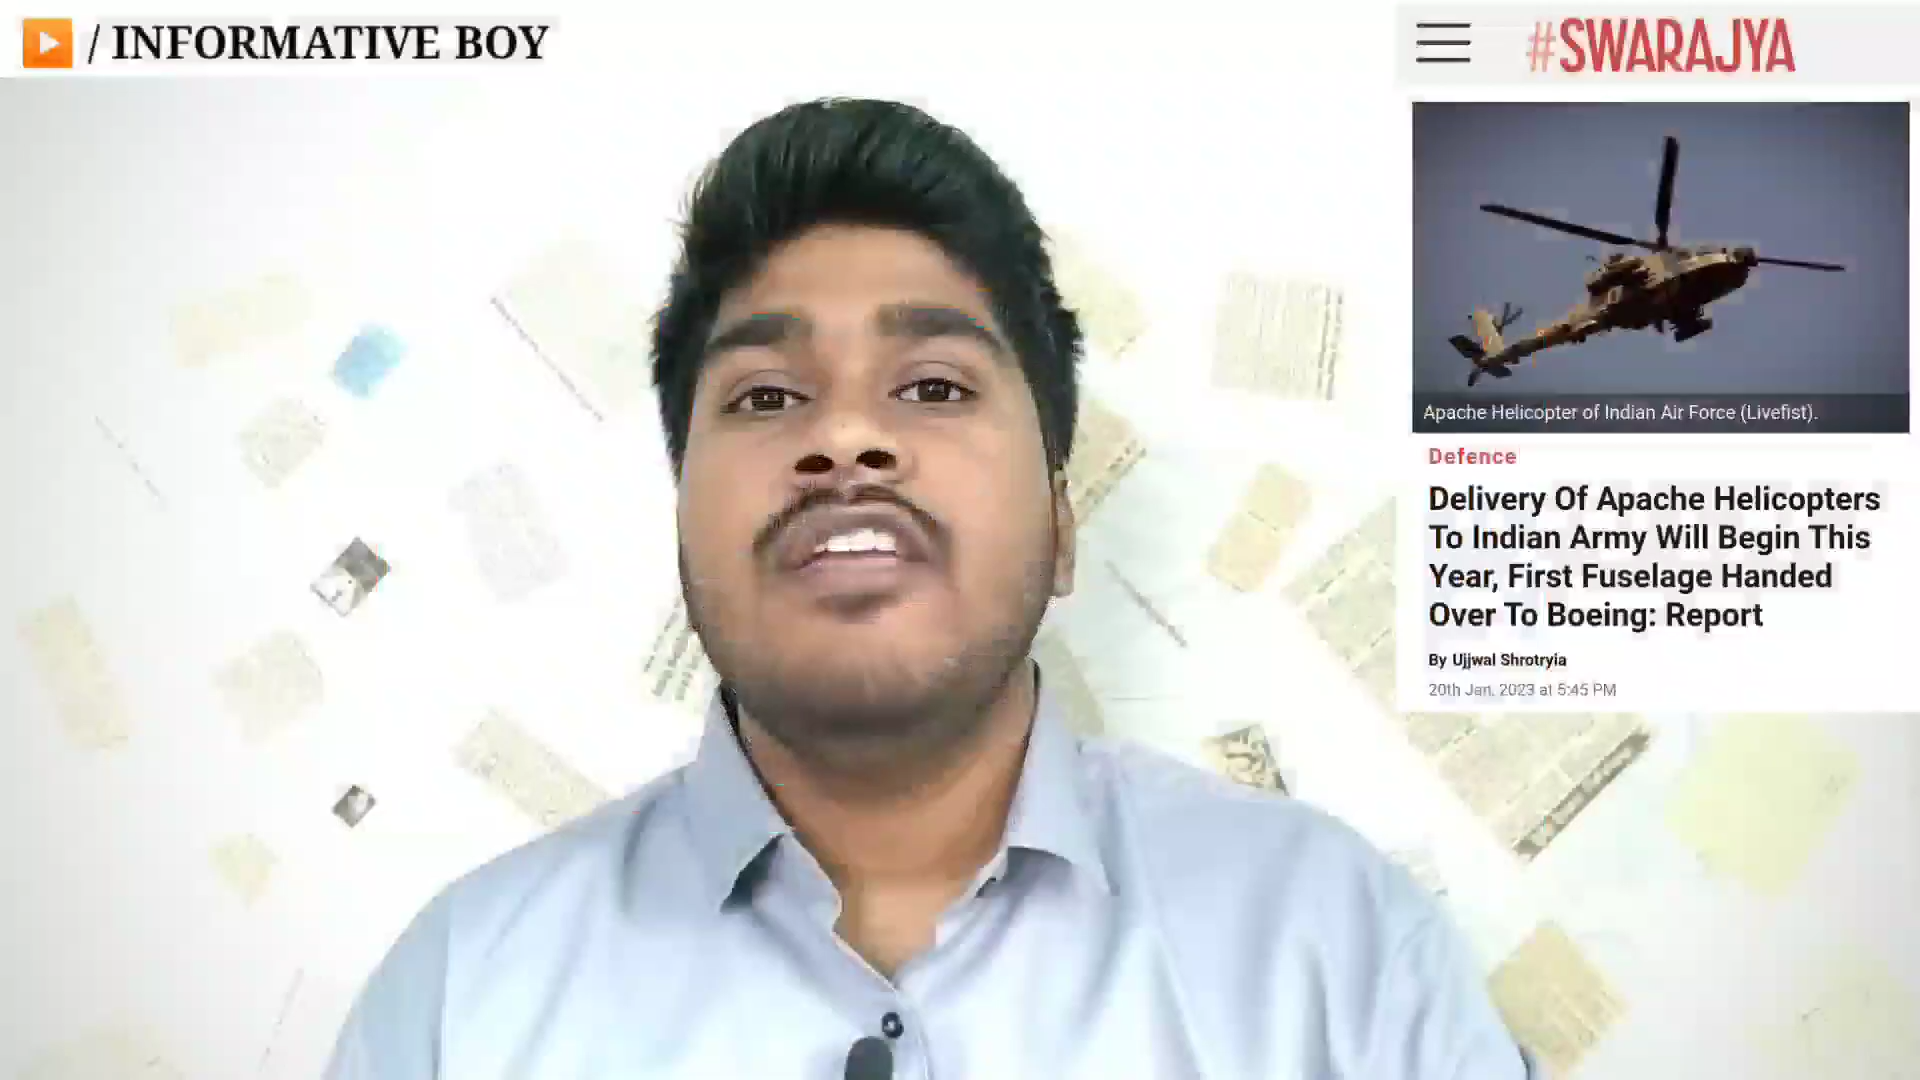 / INFORMATIVE BOY
#SWARAJYA
Apache Helicopter of Indian Air Force (Livefist).
Defence
Delivery Of Apache Helicopters
To Indian Army Will Begin This
Year, First Fuselage Handed
Over To Boeing: Report
By Ujjwal Shrotryia
20th Jan, 2023 at 5:45 PM